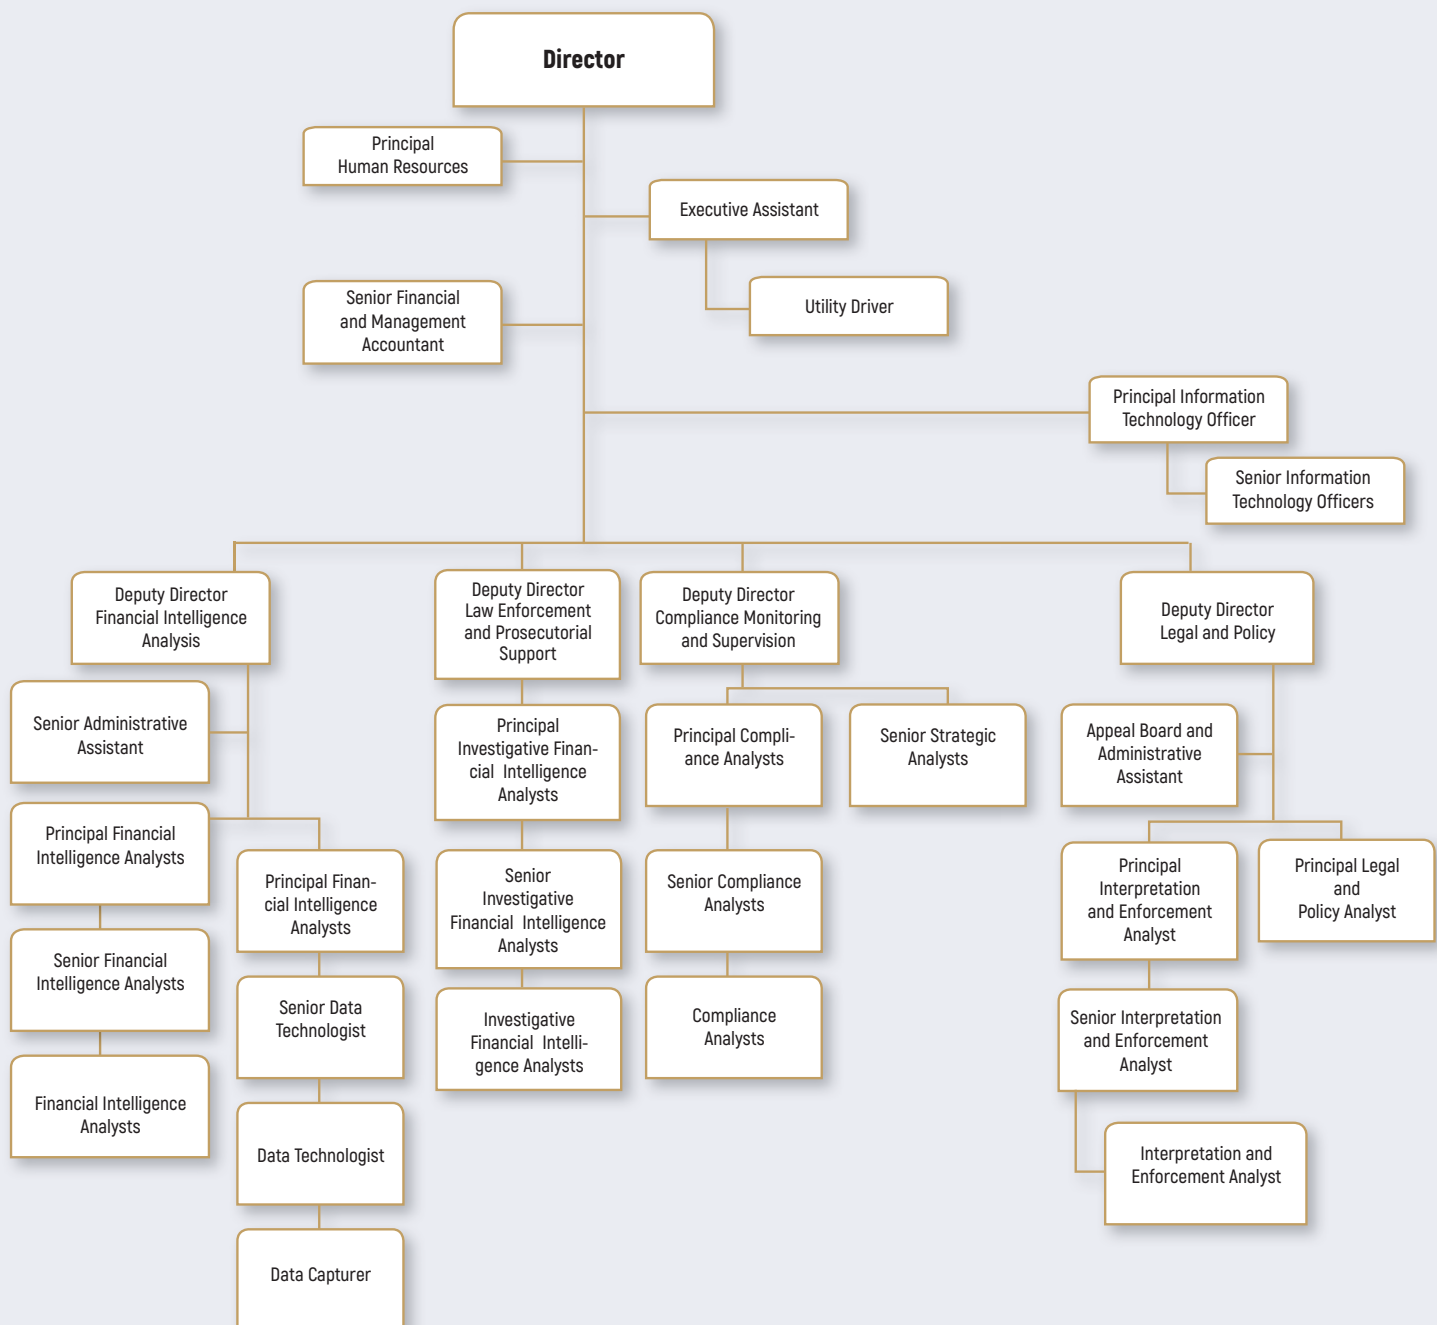 Director
Principal
Human Resources
Executive Assistant
Utility Driver
Senior Financial
and Management
Accountant
Principal Information
Technology Officer
Senior Information
Technology Officers
Deputy Director
Financial Intelligence
Analysis
Deputy Director
Law Enforcement
and Prosecutorial
Support
Deputy Director
Compliance Monitoring
and Supervision
Deputy Director
Legal and Policy
Senior Administrative
Assistant
Principal Financial
Intelligence Analysts
Senior Financial
Intelligence Analysts
Financial Intelligence
Analysts
Principal Finan-
cial Intelligence
Analysts
Senior Data
Technologist
Data Technologist
Data Capturer
Principal
Investigative Finan-
cial Intelligence
Analysts
Senior
Investigative
Financial Intelligence
Analysts
Investigative
Financial Intelli-
gence Analysts
Principal Compli-
ance Analysts
Senior Compliance
Analysts
Compliance
Analysts
Senior Strategic
Analysts
Appeal Board and
Administrative
Assistant
Principal
Interpretation
and Enforcement
Analyst
Senior Interpretation
and Enforcement
Analyst
Interpretation and
Enforcement Analyst
Principal Legal
and
Policy Analyst